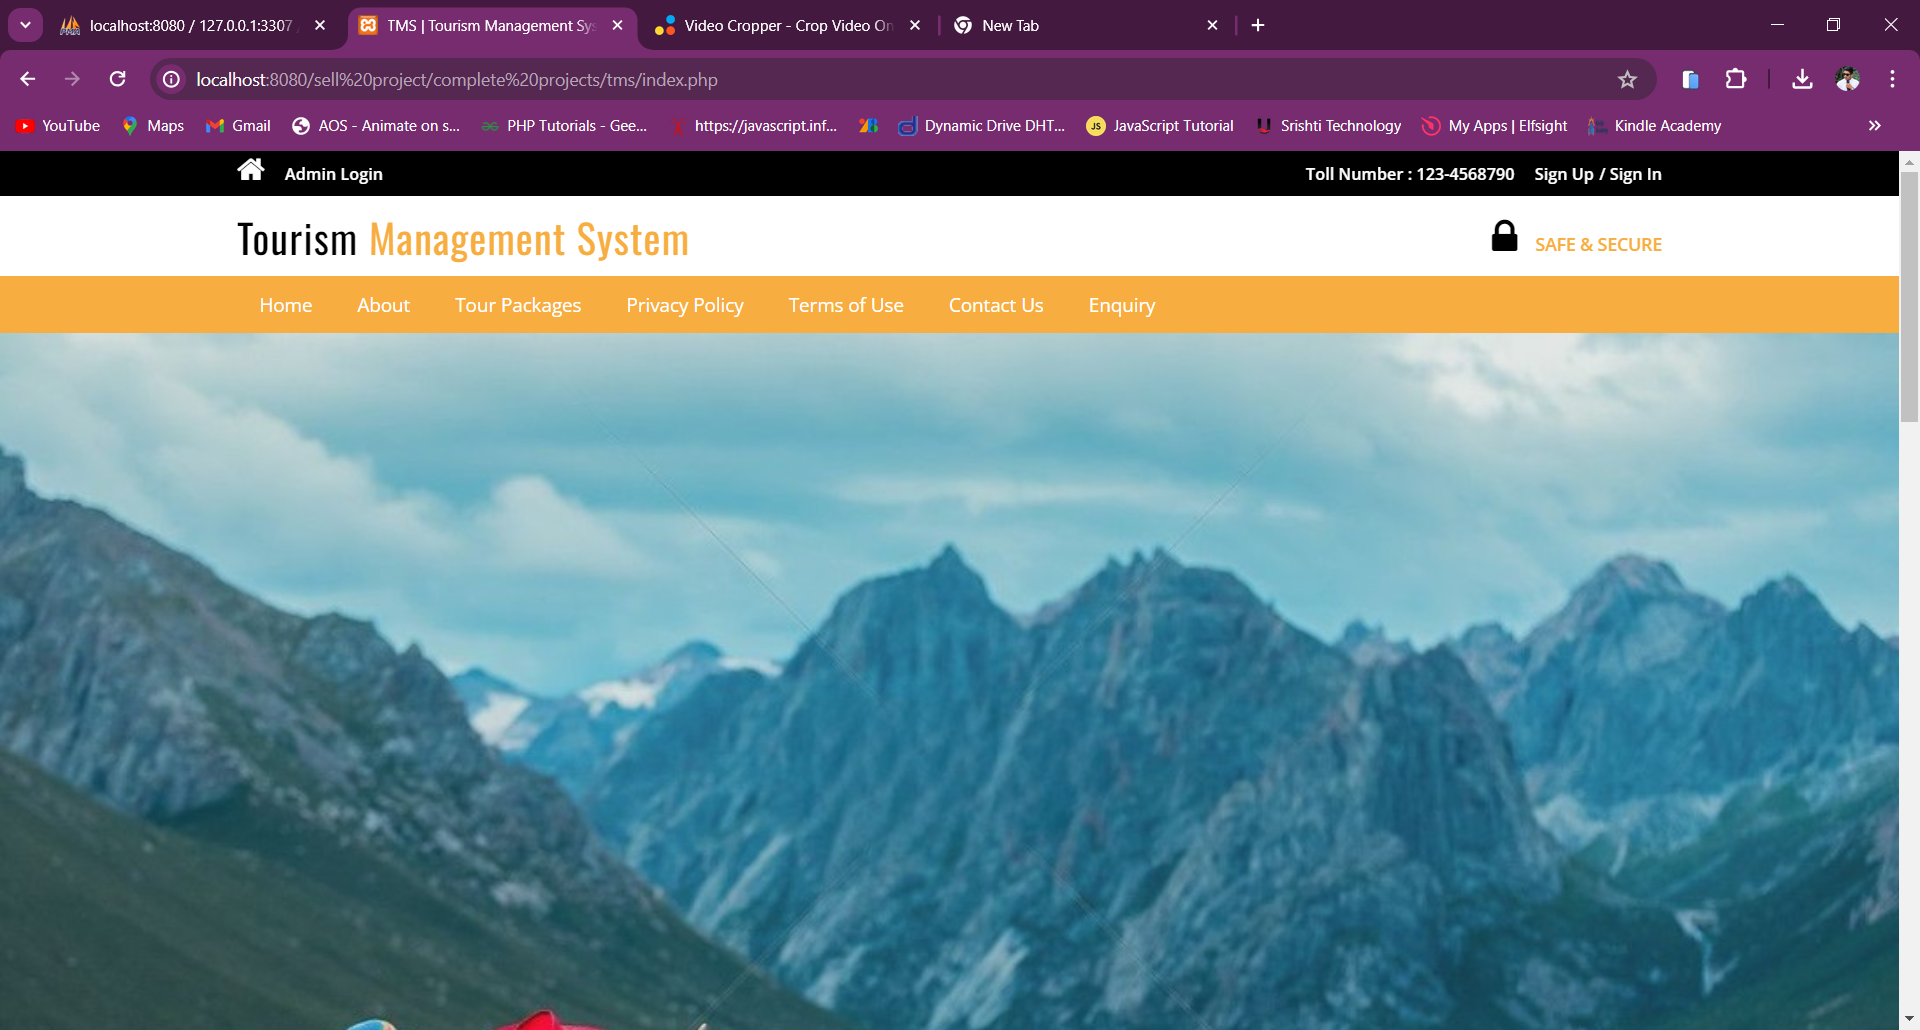 localhost:8080 / 127.0.0.1:3307 /
TMS | Tourism Management Sys
Video Cropper - Crop Video On
New Tab
localhost:8080/sell%20project/complete%20projects/tms/index.php
YouTube
Maps
Gmail
AOS - Animate on s...
PHP Tutorials - Gee...
https://javascript.inf...
Dynamic Drive DHT...
JS
JavaScript Tutorial
Srishti Technology
My Apps | Elfsight
Kindle Academy
Admin Login
Toll Number : 123-4568790
Sign Up / Sign In
Tourism Management System
SAFE & SECURE
Home
About
Tour Packages
Privacy Policy
Terms of Use
Contact Us
Enquiry